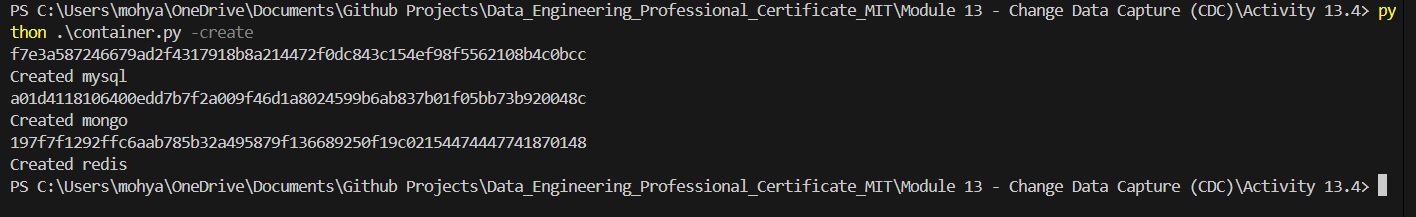 PS C:\Users\mohya\OneDrive\Documents\Github Projects\Data_Engineering_Professional_Certificate_MIT\Module 13 - Change Data Capture (CDC)\Activity 13.4> py
thon .\container.py -create
f7e3a587246679ad2f4317918b8a214472f0dc843c154ef98f5562108b4c0bcc
Created mysql
a01d4118106400edd7b7f2a009f46d1a8024599b6ab837b01f05bb73b920048c
Created mongo
197f7f1292ffc6aab785b32a495879f136689250f19c02154474447741870148
Created redis
PS C:\Users\mohya\OneDrive\Documents\Github Projects\Data_Engineering_Professional_Certificate_MIT\Module 13 - Change Data Capture (CDC)\Activity 13.4>